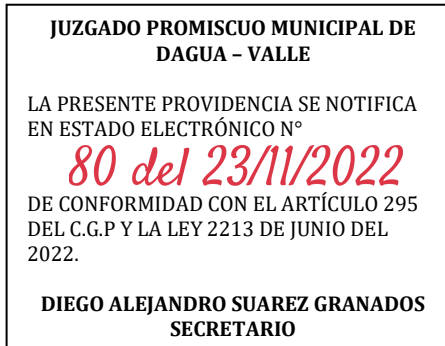 JUZGADO PROMISCUO MUNICIPAL DE
DAGUA – VALLE
LA PRESENTE PROVIDENCIA SE NOTIFICA
EN ESTADO ELECTRÓNICO N°
80 del 23/11/2022
DE CONFORMIDAD CON EL ARTÍCULO 295
DEL C.G.P Y LA LEY 2213 DE JUNIO DEL
2022.
DIEGO ALEJANDRO SUAREZ GRANADOS
SECRETARIO